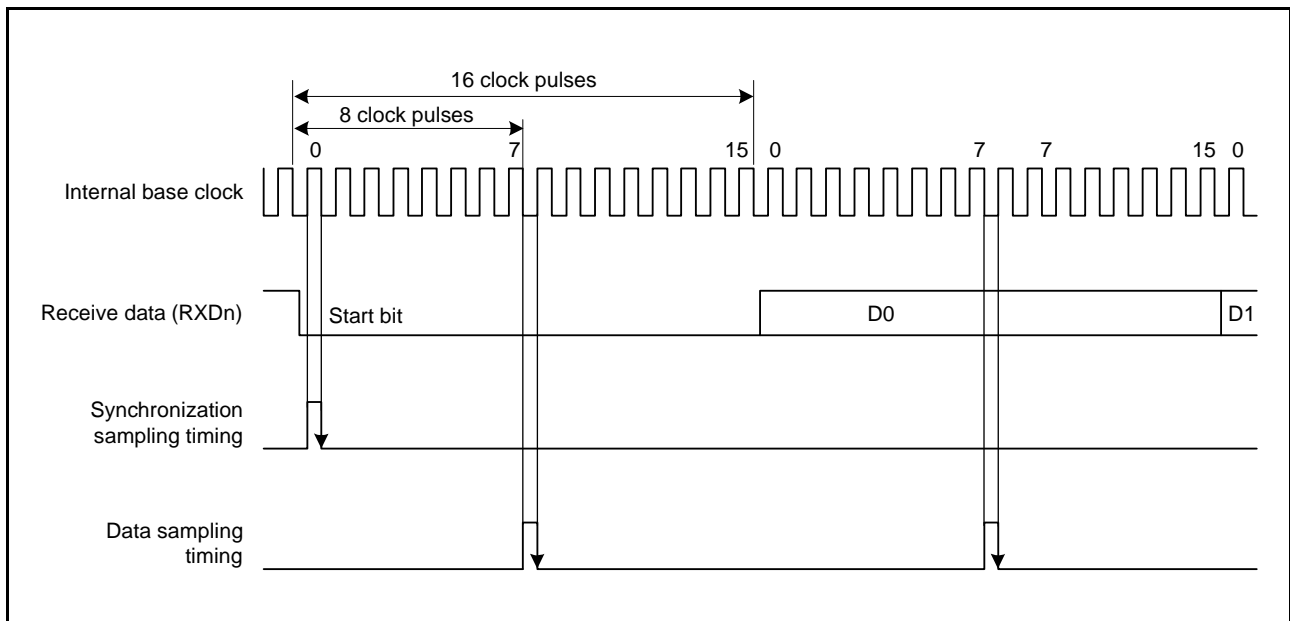 16 clock pulses
8 clock pulses
0 7 15 0 7 7 15 0
Internal base clock
Receive data (RXDn)
Start bit
D0
D1
Synchronization
sampling timing
Data sampling
timing